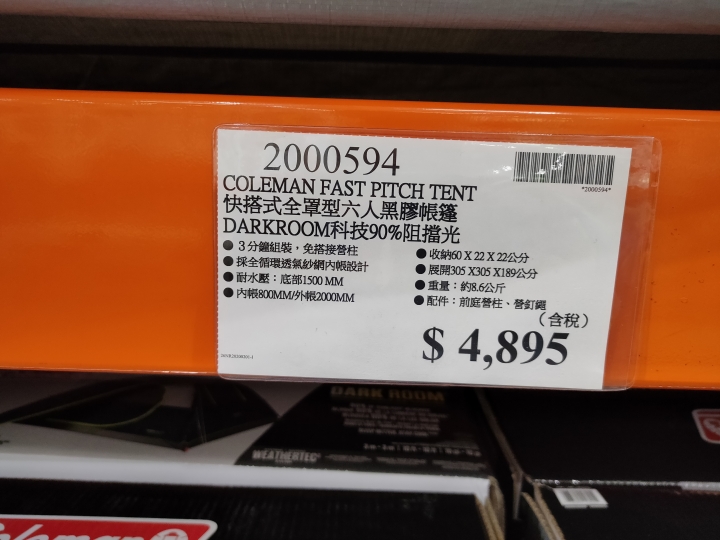 2000594
*2000594*
COLEMAN FAST PITCH TENT
快搭式全罩型六人黑膠帳篷
DARKROOM科技90%阻擋光
● 3分鐘組裝，免搭接營柱
● 採全循環透氣紗網內帳設計
● 耐水壓：底部1500 MM
● 內帳800MM/外帳2000MM
● 收納60 X 22 X 22公分
● 展開305 X305 X189公分
● 重量：約8.6公斤
● 配件：前庭營柱、營釘繩
（含稅）
$ 4,895
DARK ROOM
WEATHERTEC
Coleman